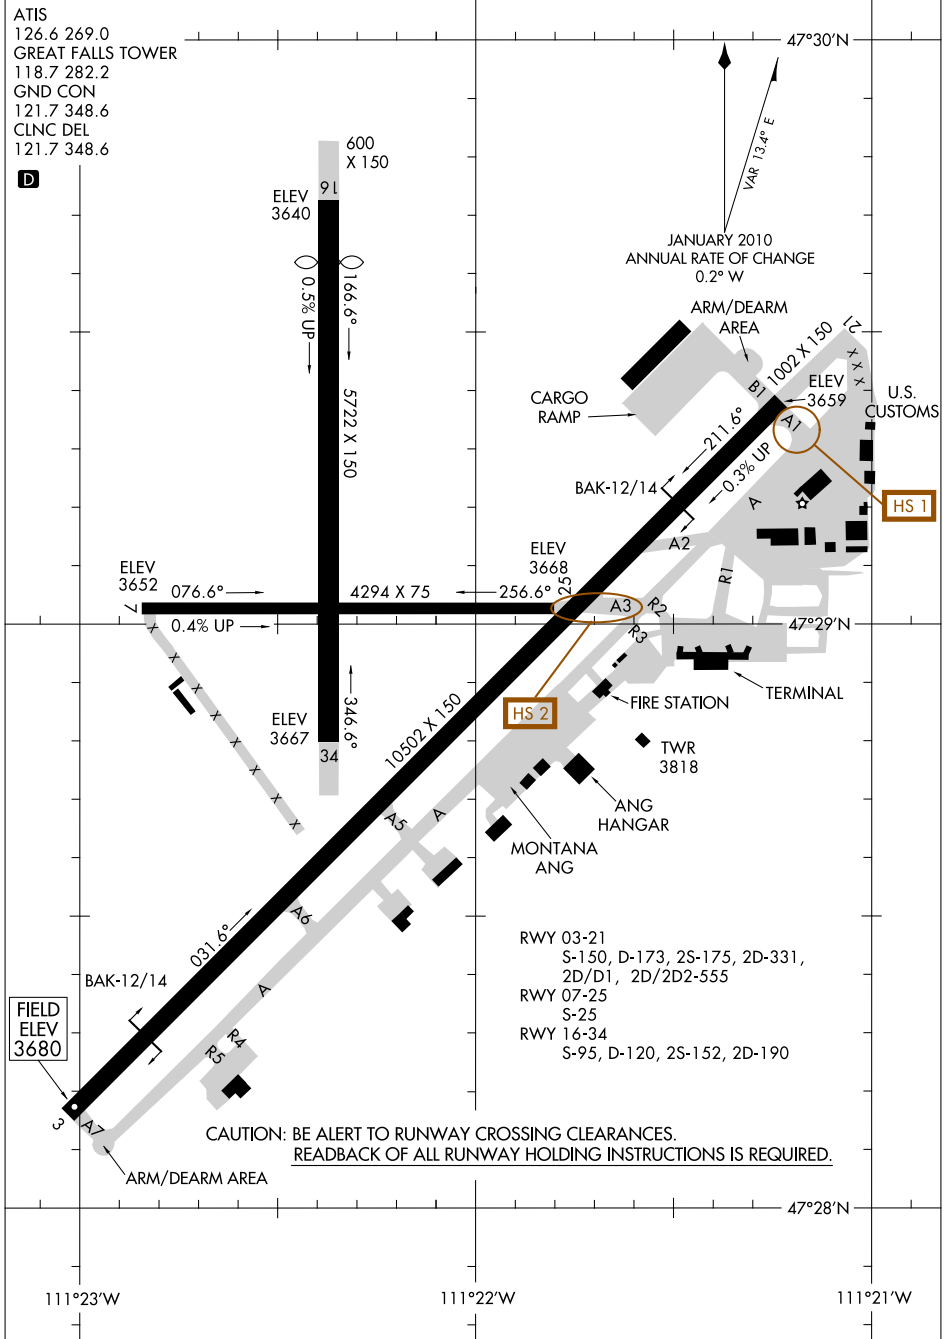 ATIS
126.6 269.0
GREAT FALLS TOWER
118.7 282.2
GND CON
121.7 348.6
CLNC DEL
121.7 348.6
D
47°30'N
VAR 13.4° E
JANUARY 2010
ANNUAL RATE OF CHANGE
0.2° W
600
X 150
16
ELEV
3640
0.5% UP
166.6°
5722 X 150
ARM/DEARM
AREA
21
1002 X 150
X X X
B1
ELEV
3659
U.S.
CUSTOMS
CARGO
RAMP
A1
211.6°
0.3% UP
BAK-12/14
A
HS 1
A2
ELEV
3668
ELEV
3652
076.6°
4294 X 75
256.6°
25
A3
R2
R1
7
0.4% UP
47°29'N
R3
X X X X X X X
TERMINAL
FIRE STATION
HS 2
346.6°
ELEV
3667
34
10502 X 150
TWR
3818
ANG
HANGAR
A5
A
MONTANA
ANG
A6
031.6°
RWY 03-21
S-150, D-173, 2S-175, 2D-331,
2D/D1, 2D/2D2-555
RWY 07-25
S-25
RWY 16-34
S-95, D-120, 2S-152, 2D-190
BAK-12/14
A
FIELD
ELEV
3680
R4
R5
3
A7
CAUTION: BE ALERT TO RUNWAY CROSSING CLEARANCES.
READBACK OF ALL RUNWAY HOLDING INSTRUCTIONS IS REQUIRED.
ARM/DEARM AREA
47°28'N
111°23'W
111°22'W
111°21'W